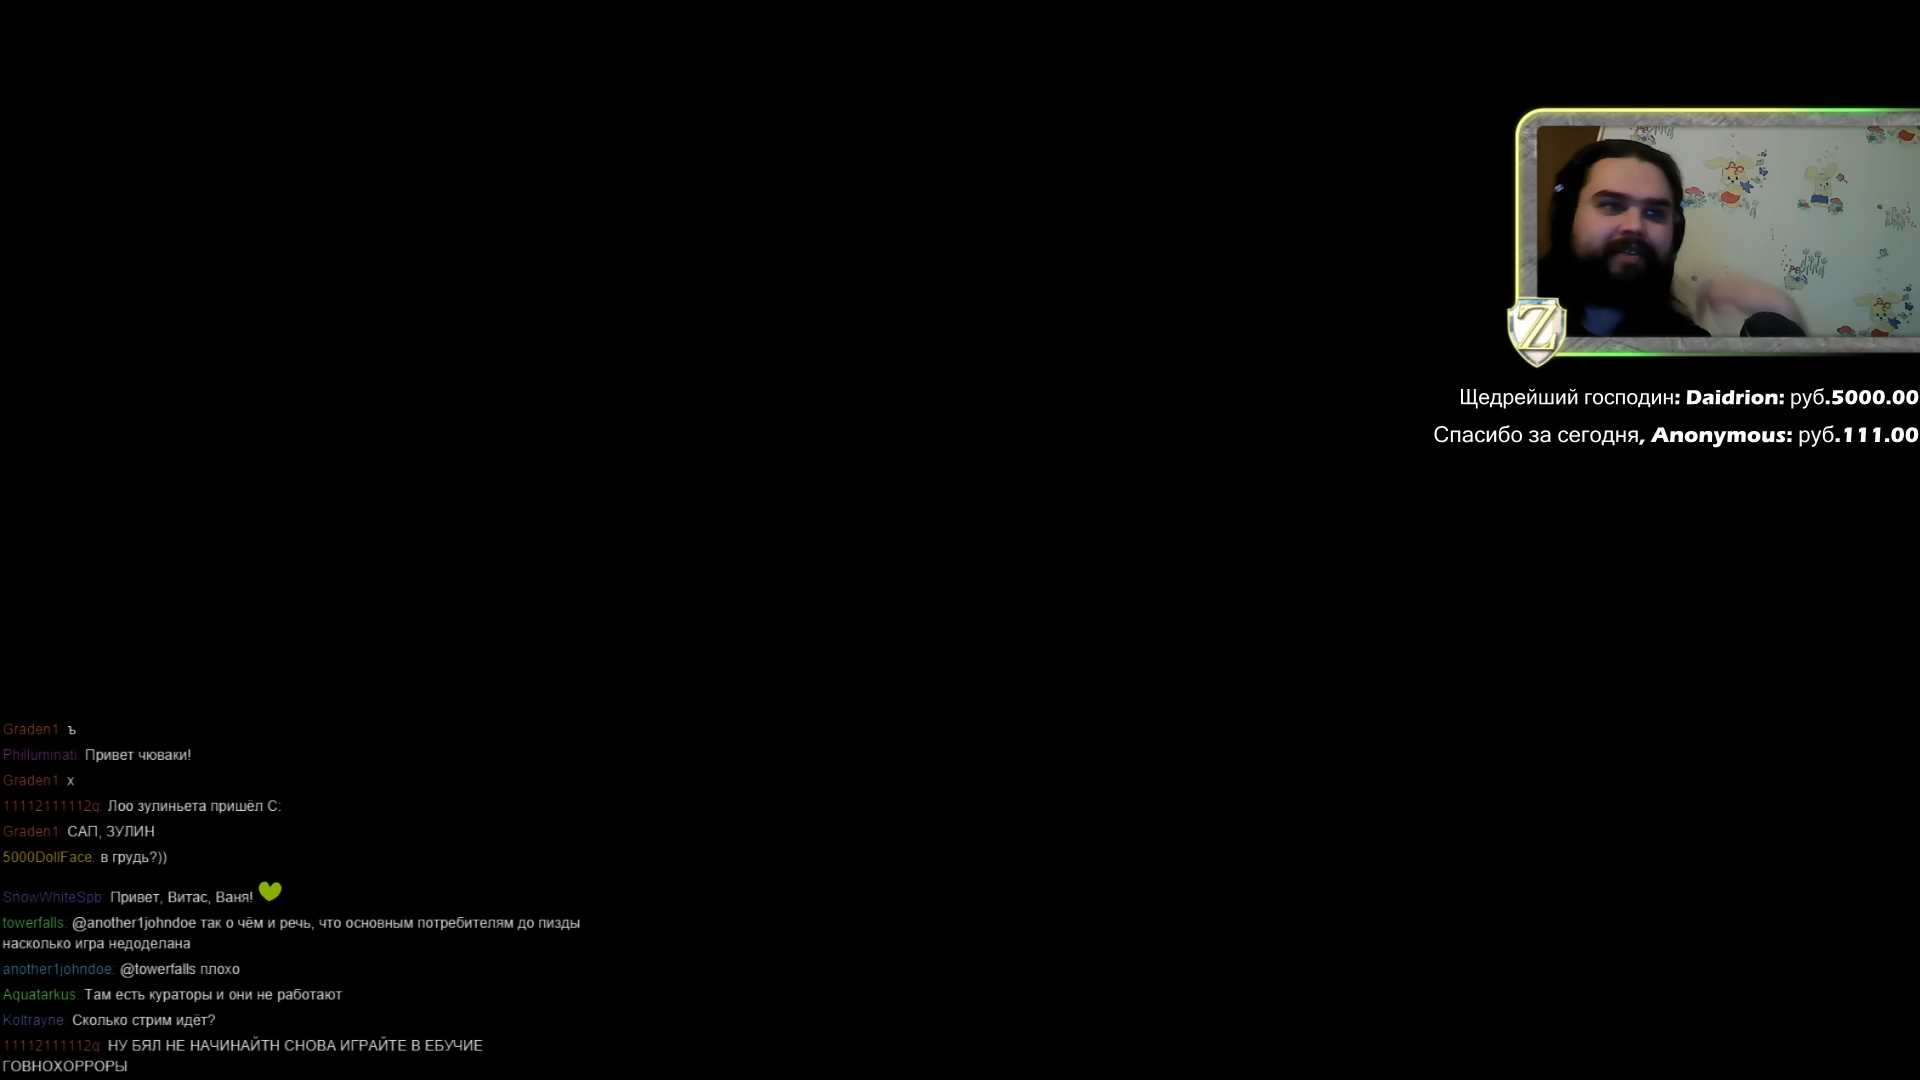 Z
Щедрейший господин: Daidrion: руб.5000.00
Спасибо за сегодня, Anonymous: руб.111.00
Graden1: ъ
Philluminati: Привет чюваки!
Graden1: х
11112111112q: Лоо зулиньета пришёл С:
Graden1: САП, ЗУЛИН
5000DollFace: в грудь?))
SnowWhiteSpb: Привет, Витас, Ваня!
towerfalls: @another1johndoe так о чём и речь, что основным потребителям до пизды
насколько игра недоделана
another1johndoe: @towerfalls плохо
Aquatarkus: Там есть кураторы и они не работают
Koltrayne: Сколько стрим идёт?
11112111112q: НУ БЯЛ НЕ НАЧИНАЙТН СНОВА ИГРАЙТЕ В ЕБУЧИЕ
ГОВНОХОРРОРЫ